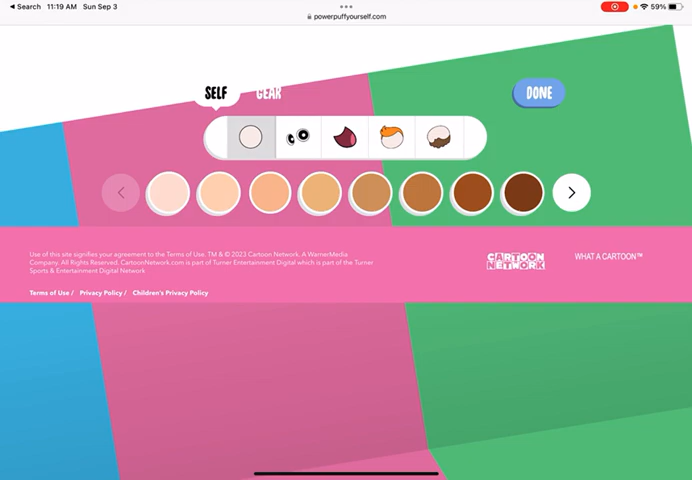 Search 11:19 AM Sun Sep 3
59%
powerpuffyourself.com
SELF GEAR
DONE
Use of this site signifies your agreement to the Terms of Use. TM & © 2023 Cartoon Network. A WarnerMedia
Company. All Rights Reserved. CartoonNetwork.com is part of Turner Entertainment Digital which is part of the Turner
Sports & Entertainment Digital Network
CARTOON
NETWORK
WHAT A CARTOON™
Terms of Use / Privacy Policy / Children's Privacy Policy